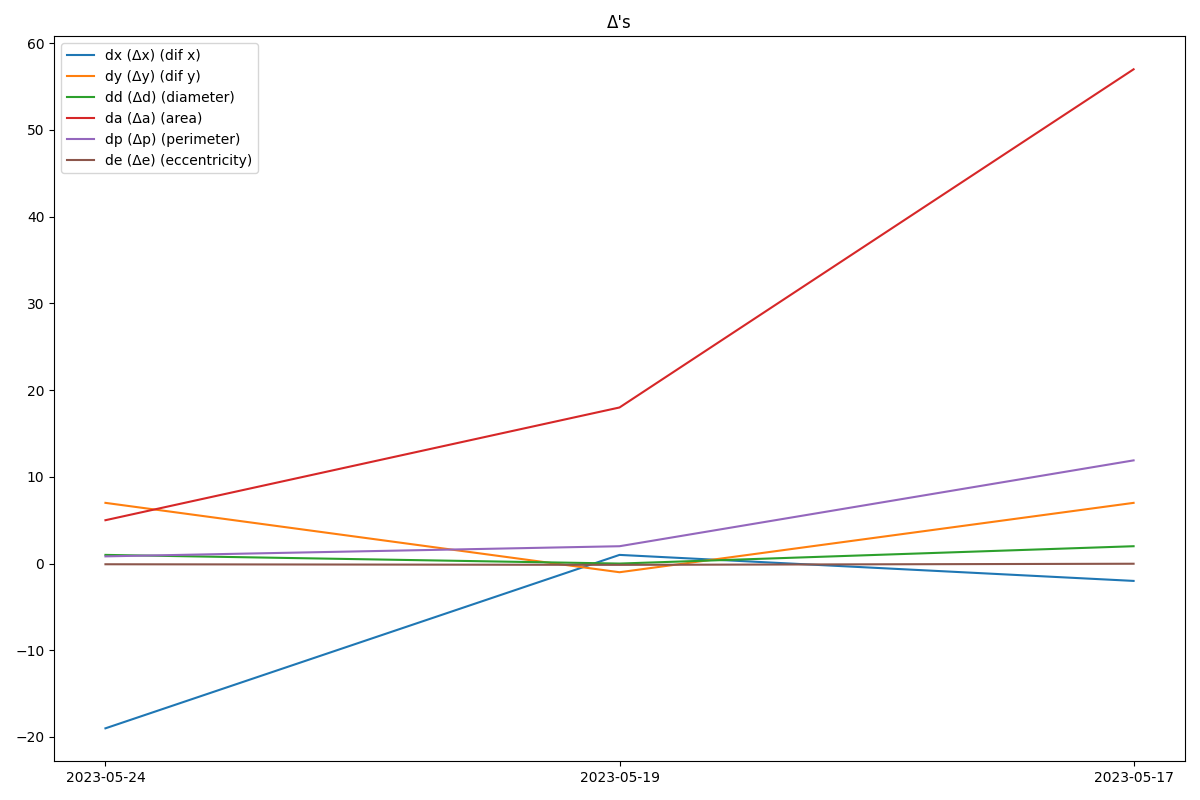 Δ's
60
50
40
30
20
10
0
−10
−20
dx (Δx) (dif x)
dy (Δy) (dif y)
dd (Δd) (diameter)
da (Δa) (area)
dp (Δp) (perimeter)
de (Δe) (eccentricity)
2023-05-24
2023-05-19
2023-05-17